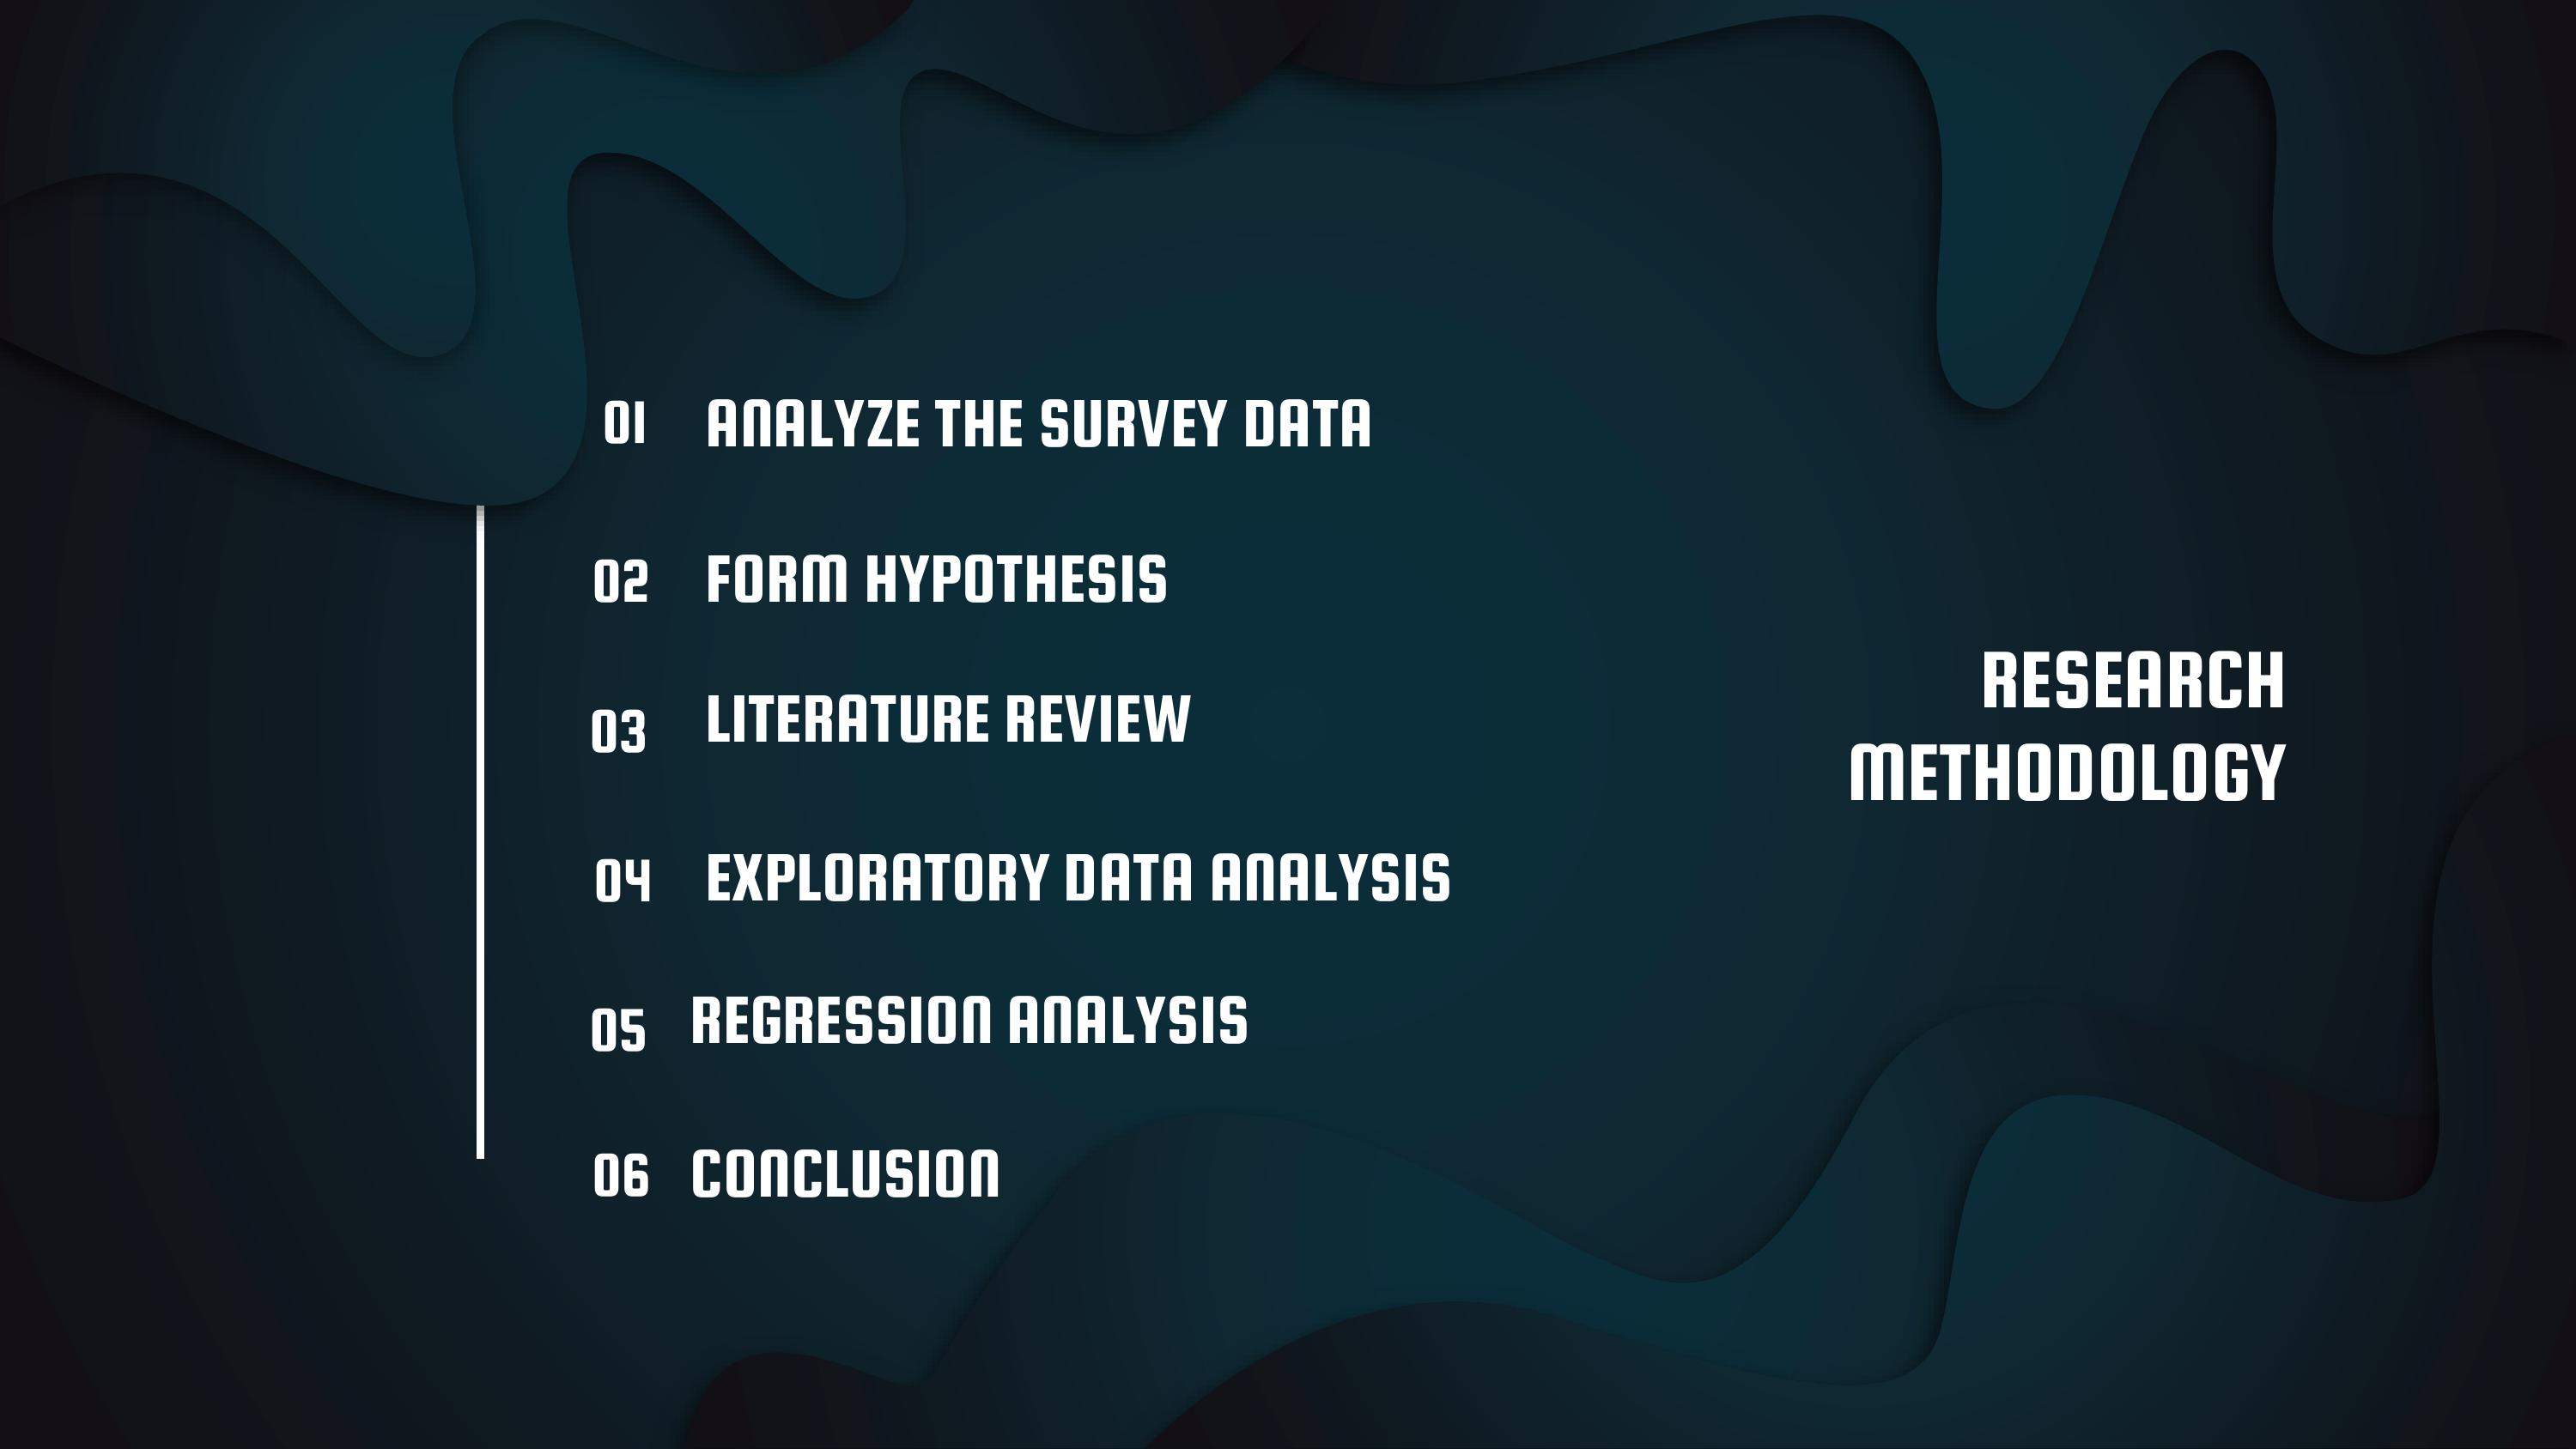 01 ANALYZE THE SURVEY DATA
02 FORM HYPOTHESIS
03 LITERATURE REVIEW
04 EXPLORATORY DATA ANALYSIS
05 REGRESSION ANALYSIS
06 CONCLUSION
RESEARCH
METHODOLOGY